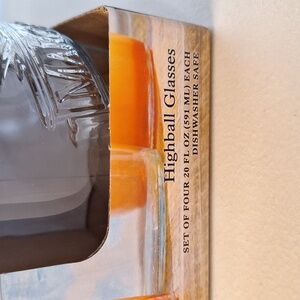 Highball Glasses
SET OF FOUR 20 FL OZ (591 ML) EACH
DISHWASHER SAFE